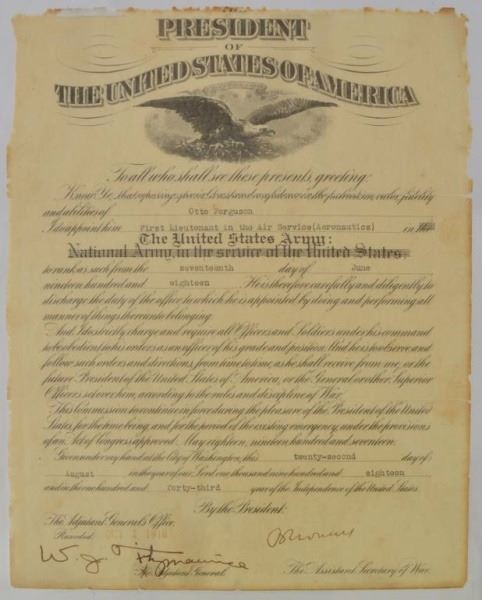 PRESIDENT
OF
THE UNITED STATES OF AMERICA
To all who shall see these presents, greeting:
Know Ye, that reposing special trust and confidence in the patriotism, valor, fidelity
and abilities of Otto Ferguson
I do appoint him First Lieutenant in the Air Service (Aeronautics) in
The United States Army:
National Army, in the service of the United States
to rank as such from the seventeenth day of June
nineteen hundred and eighteen He is therefore carefully and diligently to
discharge the duty of the office to which he is appointed by doing and performing all
manner of things thereunto belonging.
And I do strictly charge and require all Officers and Soldiers under his command
to be obedient to his orders as an officer of his grade and position. And he is to observe and
follow such orders and directions, from time to time, as he shall receive from me, or the
future President of the United States of America, or the General or other Superior
Officers set over him, according to the rules and discipline of War.
This Commission to continue in force during the pleasure of the President of the United
States, for the time being, and for the period of the existing emergency, under the provisions
of an Act of Congress approved May eighteen, nineteen hundred and seventeen.
Given under my hand at the City of Washington, this twenty-second day of
August in the year of our Lord one thousand nine hundred and eighteen
and in the one hundred and forty-third year of the Independence of the United States.
By the President:
The Adjutant General's Office.
Recorded 1918
W. J.
The Adjutant General. The Assistant Secretary of War.